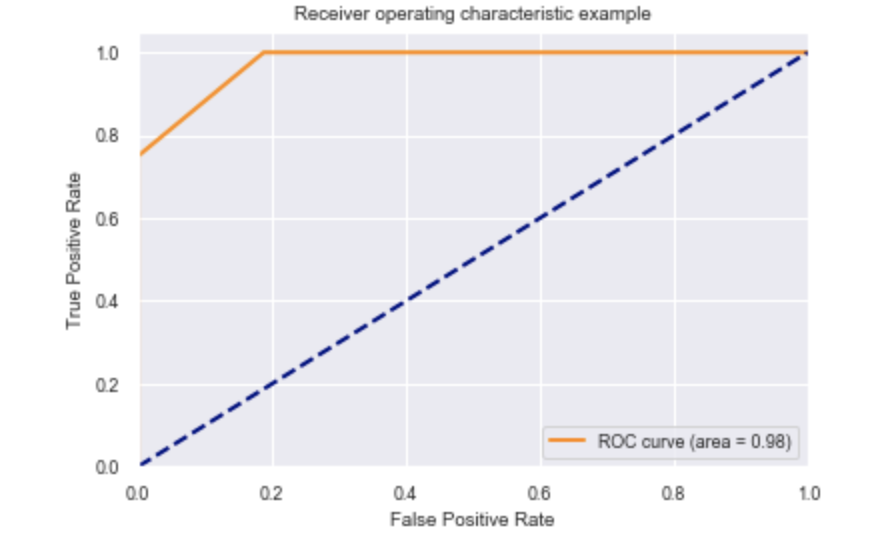 Receiver operating characteristic example
True Positive Rate
1.0
0.8
0.6
0.4
0.2
0.0
ROC curve (area = 0.98)
0.0 0.2 0.4 0.6 0.8 1.0
False Positive Rate